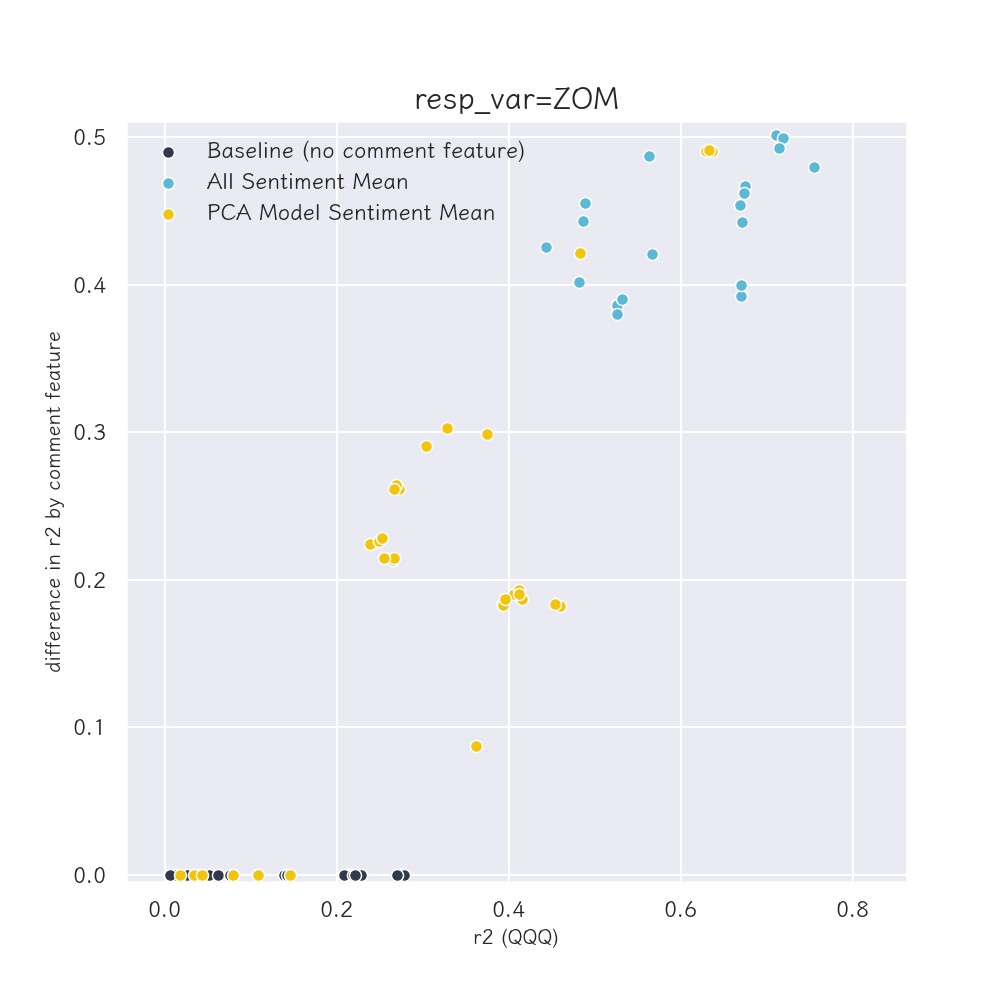 resp_var=ZOM
Baseline (no comment feature)
All Sentiment Mean
PCA Model Sentiment Mean
0.5
0.4
0.3
0.2
0.1
0.0
difference in r2 by comment feature
0.0 0.2 0.4 0.6 0.8
r2 (QQQ)